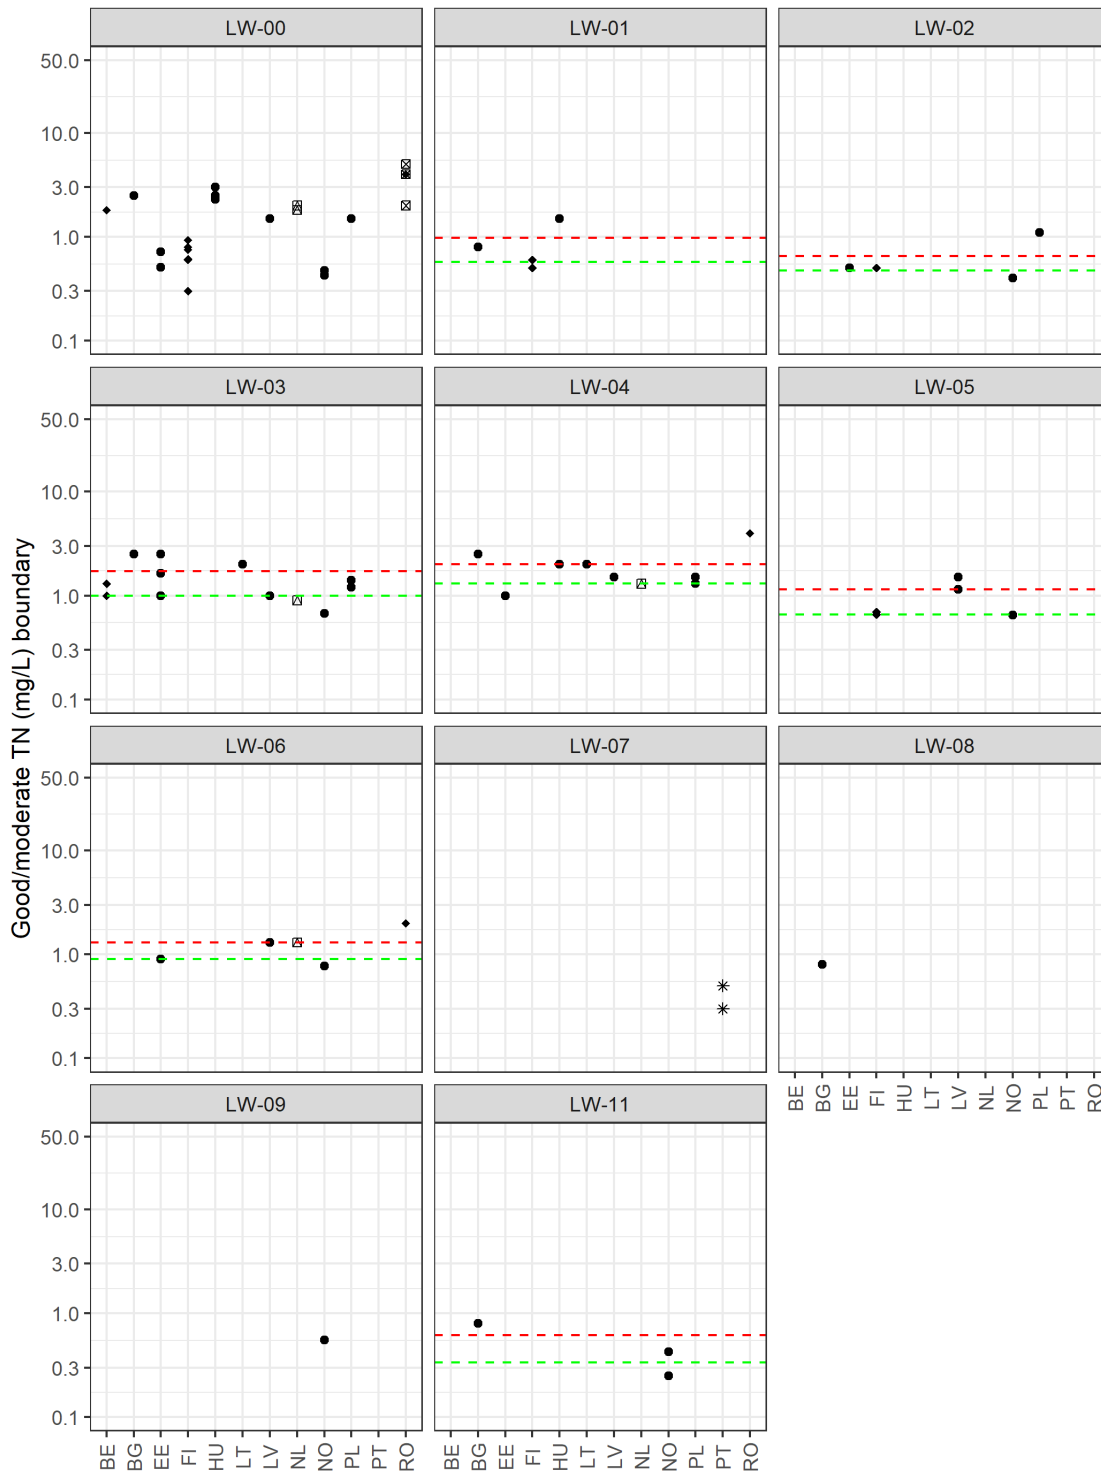 LW-00
LW-01
LW-02
50.0
10.0
3.0
1.0
0.3
0.1
LW-03
LW-04
LW-05
50.0
10.0
3.0
1.0
0.3
0.1
Good/moderate TN (mg/L) boundary
LW-06
LW-07
LW-08
50.0
10.0
3.0
1.0
0.3
0.1
BE
BG
EE
FI
HU
LT
LV
NL
NO
PL
PT
RO
LW-09
LW-11
50.0
10.0
3.0
1.0
0.3
0.1
BE
BG
EE
FI
HU
LT
LV
NL
NO
PL
PT
RO
BE
BG
EE
FI
HU
LT
LV
NL
NO
PL
PT
RO